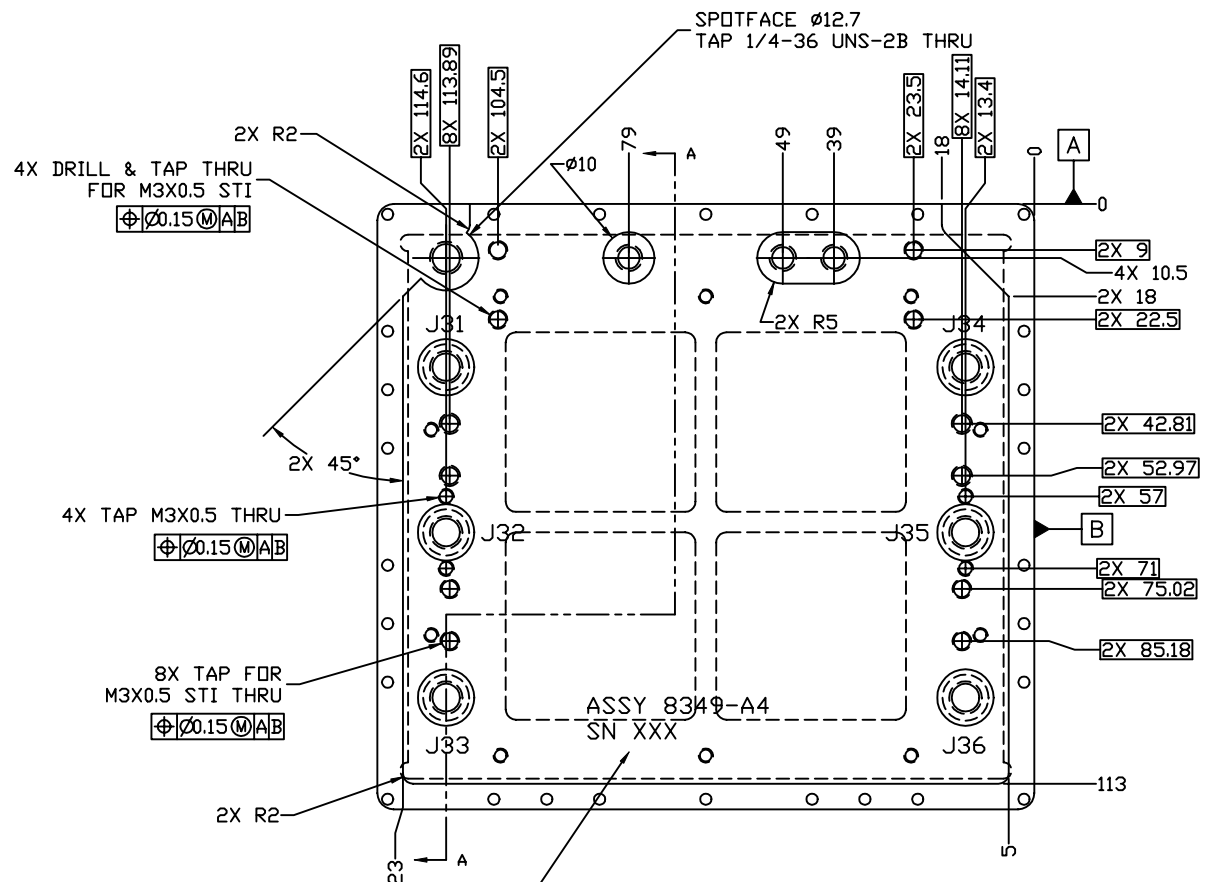 SPOTFACE ⌀12.7
TAP 1/4-36 UNS-2B THRU
2X 114.6
8X 113.89
2X 104.5
2X 23.5
8X 14.11
2X 13.4
2X R2
79
A
49
39
18
0
A
4X DRILL & TAP THRU
FOR M3X0.5 STI
⌖ ⌀0.15 Ⓜ A B
⌀10
0
2X 9
4X 10.5
2X 18
2X 22.5
J31
2X R5
J34
2X 42.81
2X 45°
2X 52.97
2X 57
4X TAP M3X0.5 THRU
⌖ ⌀0.15 Ⓜ A B
J32
J35
B
2X 71
2X 75.02
2X 85.18
8X TAP FOR
M3X0.5 STI THRU
⌖ ⌀0.15 Ⓜ A B
ASSY 8349-A4
SN XXX
J33
J36
113
2X R2
23
A
5